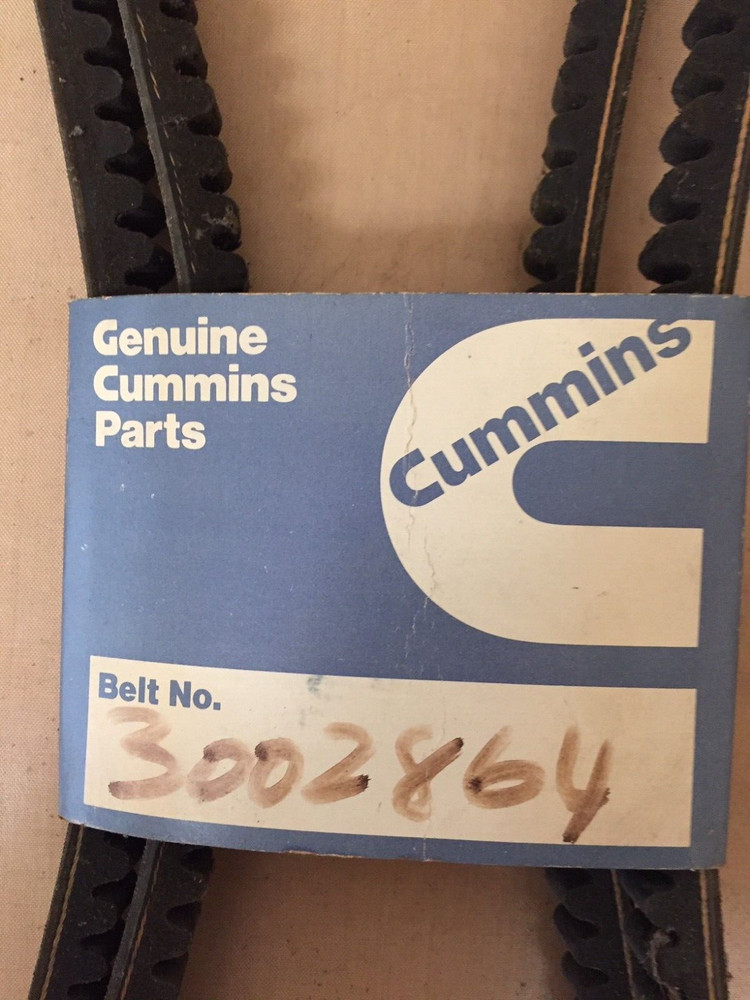 Genuine
Cummins
Parts
Cummins
Belt No.
3002864